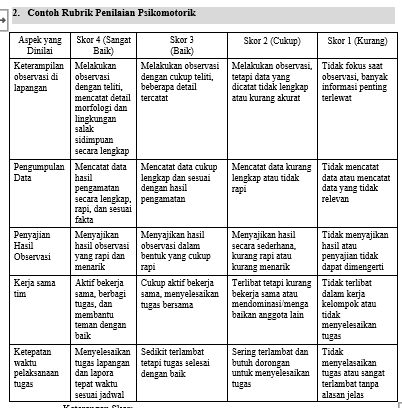 2. Contoh Rubrik Penilaian Psikomotorik
Aspek yang
Dinilai
Skor 4 (Sangat
Baik)
Skor 3
(Baik)
Skor 2 (Cukup)
Skor 1 (Kurang)
Keterampilan
observasi di
lapangan
Melakukan
observasi
dengan teliti,
mencatat detail
morfologi dan
lingkungan
salak
sidimpuan
secara lengkap
Melakukan observasi
dengan cukup teliti,
beberapa detail
tercatat
Melakukan observasi,
tetapi data yang
dicatat tidak lengkap
atau kurang akurat
Tidak fokus saat
observasi, banyak
informasi penting
terlewat
Pengumpulan
Data
Mencatat data
hasil
pengamatan
secara lengkap,
rapi, dan sesuai
fakta
Mencatat data cukup
lengkap dan sesuai
dengan hasil
pengamatan
Mencatat data kurang
lengkap atau tidak
rapi
Tidak mencatat
data atau mencatat
data yang tidak
relevan
Penyajian
Hasil
Observasi
Menyajikan
hasil observasi
yang rapi dan
menarik
Menyajikan hasil
observasi dalam
bentuk yang cukup
rapi
Menyajikan hasil
secara sederhana,
kurang rapi atau
kurang menarik
Tidak menyajikan
hasil atau
penyajian tidak
dapat dimengerti
Kerja sama
tim
Aktif bekerja
sama, berbagi
tugas, dan
membantu
teman dengan
baik
Cukup aktif bekerja
sama, menyelesaikan
tugas bersama
Terlibat tetapi kurang
bekerja sama atau
mendominasi/menga
baikan anggota lain
Tidak terlibat
dalam kerja
kelompok atau
tidak
menyelesaikan
tugas
Ketepatan
waktu
pelaksanaan
tugas
Menyelesaikan
tugas lapangan
dan lapora
tepat waktu
sesuai jadwal
Sedikit terlambat
tetapi tugas selesai
dengan baik
Sering terlambat dan
butuh dorongan
untuk menyelesaikan
tugas
Tidak
menyelasaikan
tugas atau sangat
terlambat tanpa
alasan jelas